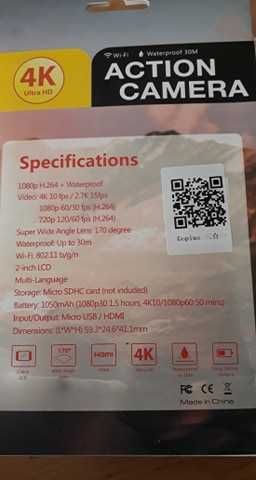 4K
Ultra HD
Wi-Fi Waterproof 30M
ACTION
CAMERA
Specifications
1080p H.264 + Waterproof
Video: 4K 10 fps / 2.7K 15fps
1080p 60/30 fps (H.264)
720p 120/60 fps (H.264)
Super Wide Angle Lens: 170 degree
Waterproof: Up to 30m
Wi-Fi: 802.11 b/g/n
2-inch LCD
Multi-Language
Storage: Micro SDHC card (not included)
Battery: 1050mAh (1080p30 1.5 hours, 4K10/1080p60 50 mins)
Input/Output: Micro USB / HDMI
Dimensions: (L*W*H) 59.2*24.6*41.1mm
170°
HDMI
4K
FC CE
Made in China